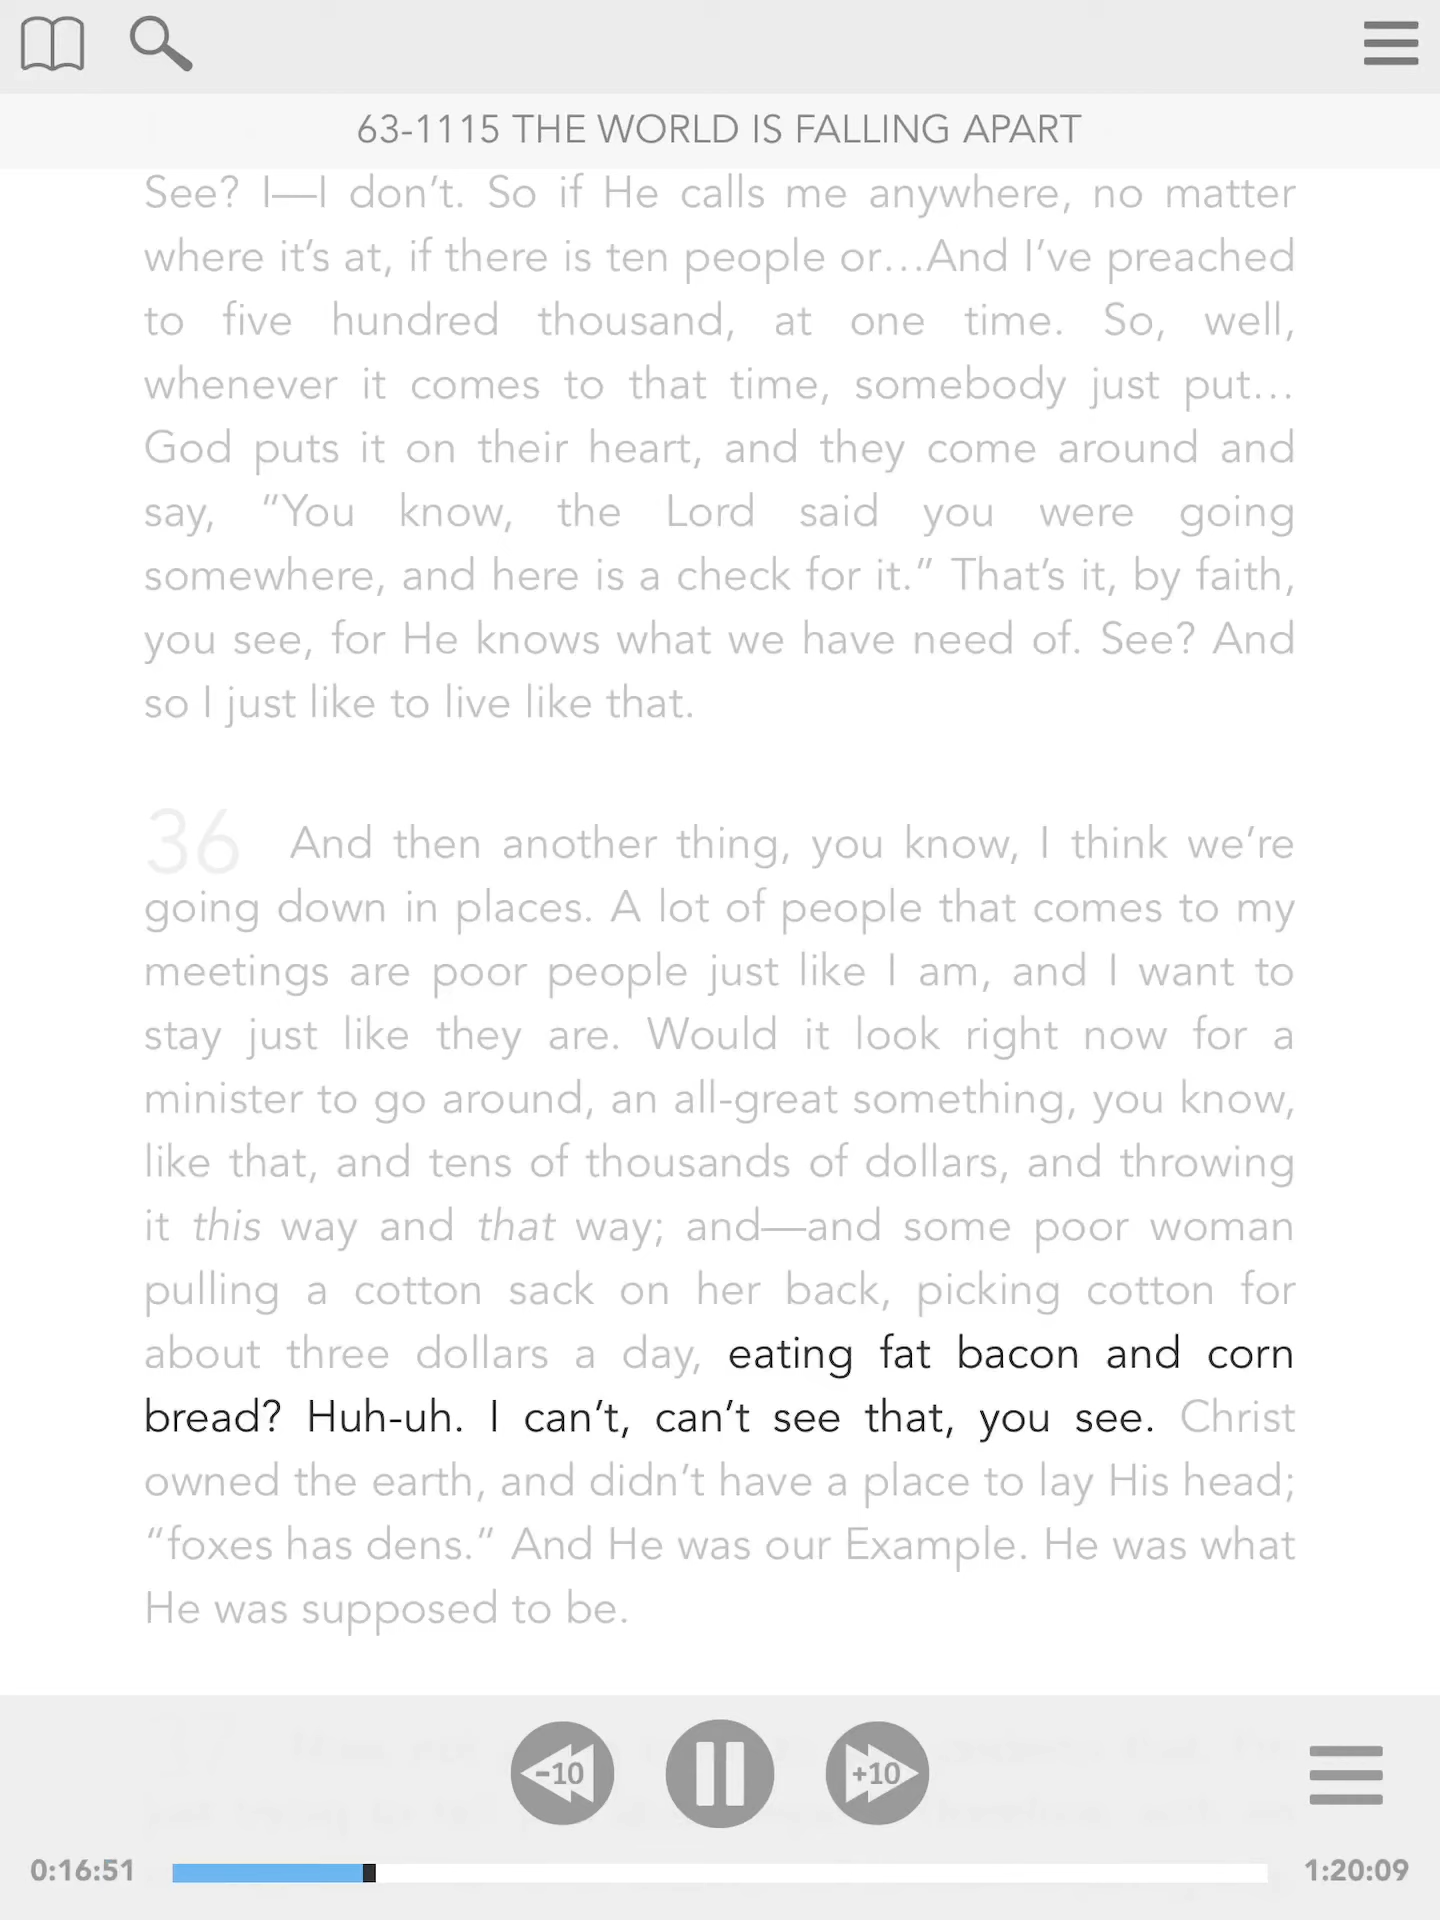 63-1115 THE WORLD IS FALLING APART
See? I—I don’t. So if He calls me anywhere, no matter
where it’s at, if there is ten people or…And I’ve preached
to five hundred thousand, at one time. So, well,
whenever it comes to that time, somebody just put…
God puts it on their heart, and they come around and
say, “You know, the Lord said you were going
somewhere, and here is a check for it.” That’s it, by faith,
you see, for He knows what we have need of. See? And
so I just like to live like that.
36 And then another thing, you know, I think we’re
going down in places. A lot of people that comes to my
meetings are poor people just like I am, and I want to
stay just like they are. Would it look right now for a
minister to go around, an all-great something, you know,
like that, and tens of thousands of dollars, and throwing
it this way and that way; and—and some poor woman
pulling a cotton sack on her back, picking cotton for
about three dollars a day, eating fat bacon and corn
bread? Huh-uh. I can’t, can’t see that, you see. Christ
owned the earth, and didn’t have a place to lay His head;
“foxes has dens.” And He was our Example. He was what
He was supposed to be.
-10 +10
0:16:51 1:20:09